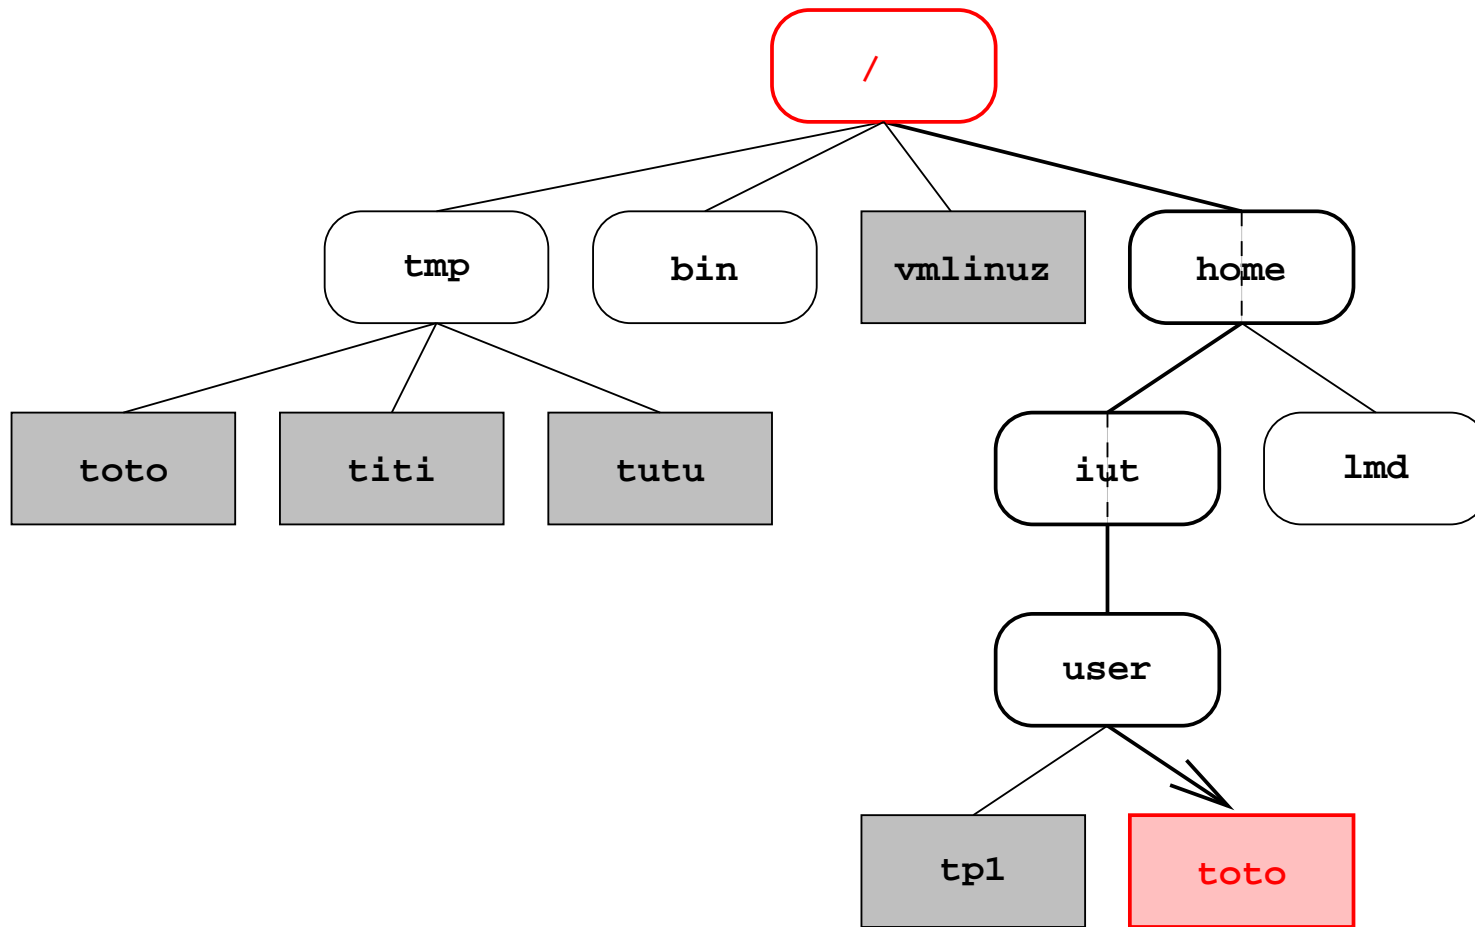 /
tmp
bin
vmlinuz
home
toto
titi
tutu
iut
lmd
user
tp1
toto